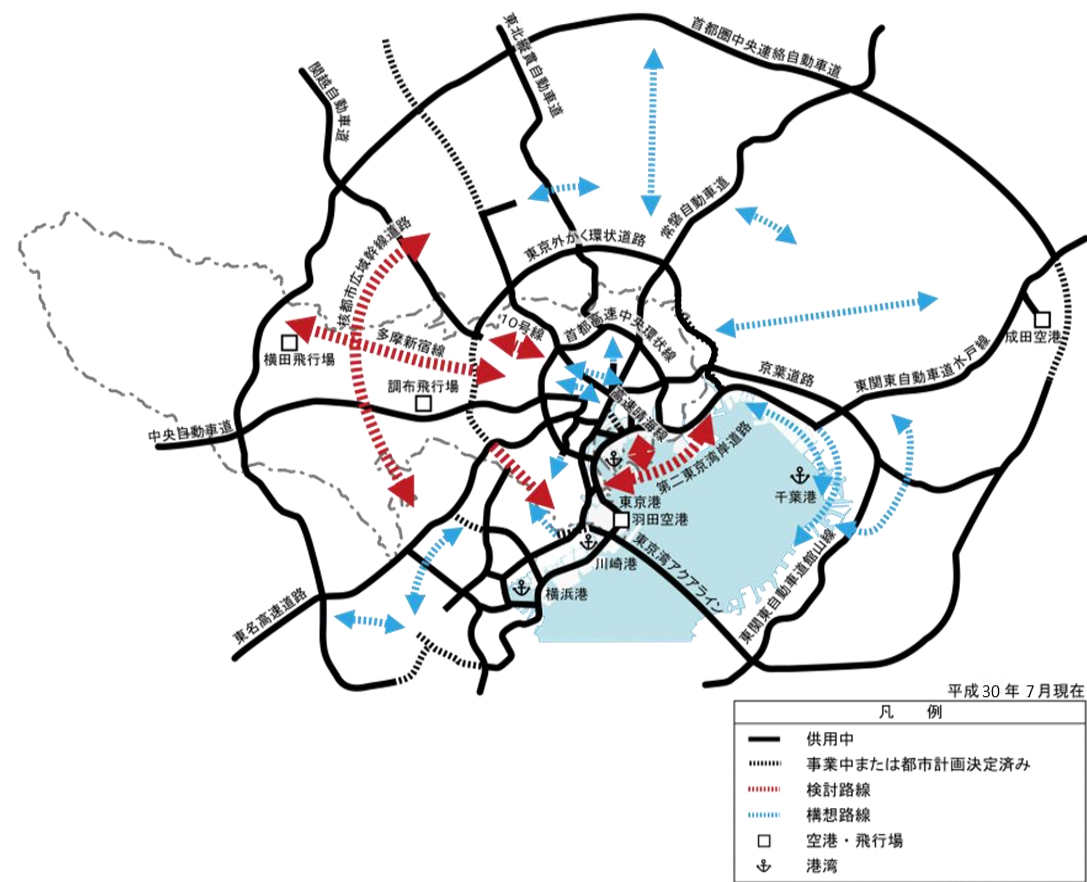 首都圏中央連絡自動車道
東北縦貫自動車道
関越自動車道
常磐自動車道
東京外かく環状道路
核都市広域幹線道路
10号線
首都高速中央環状線
多摩新宿線
横田飛行場
調布飛行場
成田空港
京葉道路
東関東自動車道水戸線
高速晴海線
中央自動車道
第二東京湾岸道路
千葉港
東京港
羽田空港
東京湾アクアライン
川崎港
横浜港
東関東自動車道館山線
東名高速道路
平成30年7月現在
凡 例
供用中
事業中または都市計画決定済み
検討路線
構想路線
空港・飛行場
港湾